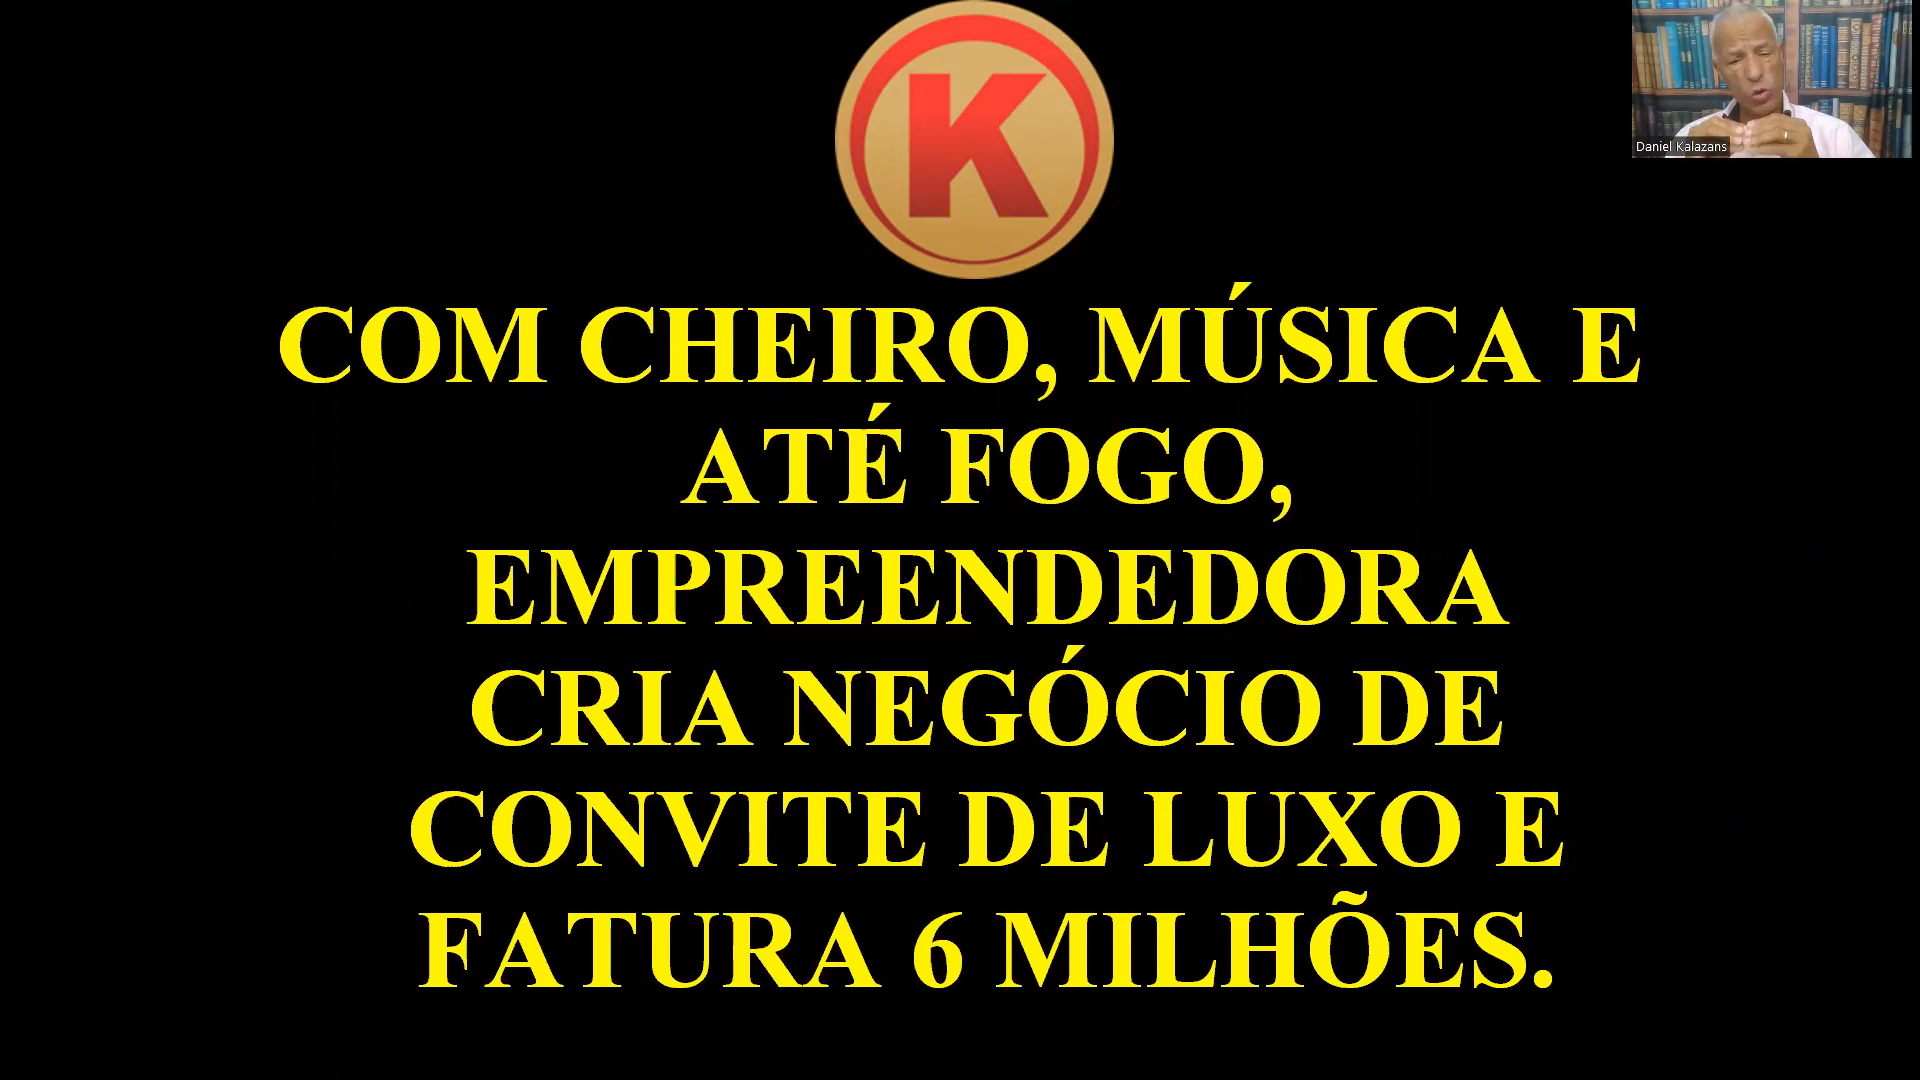 K
Daniel Kalazans
COM CHEIRO, MÚSICA E
ATÉ FOGO,
EMPREENDEDORA
CRIA NEGÓCIO DE
CONVITE DE LUXO E
FATURA 6 MILHÕES.